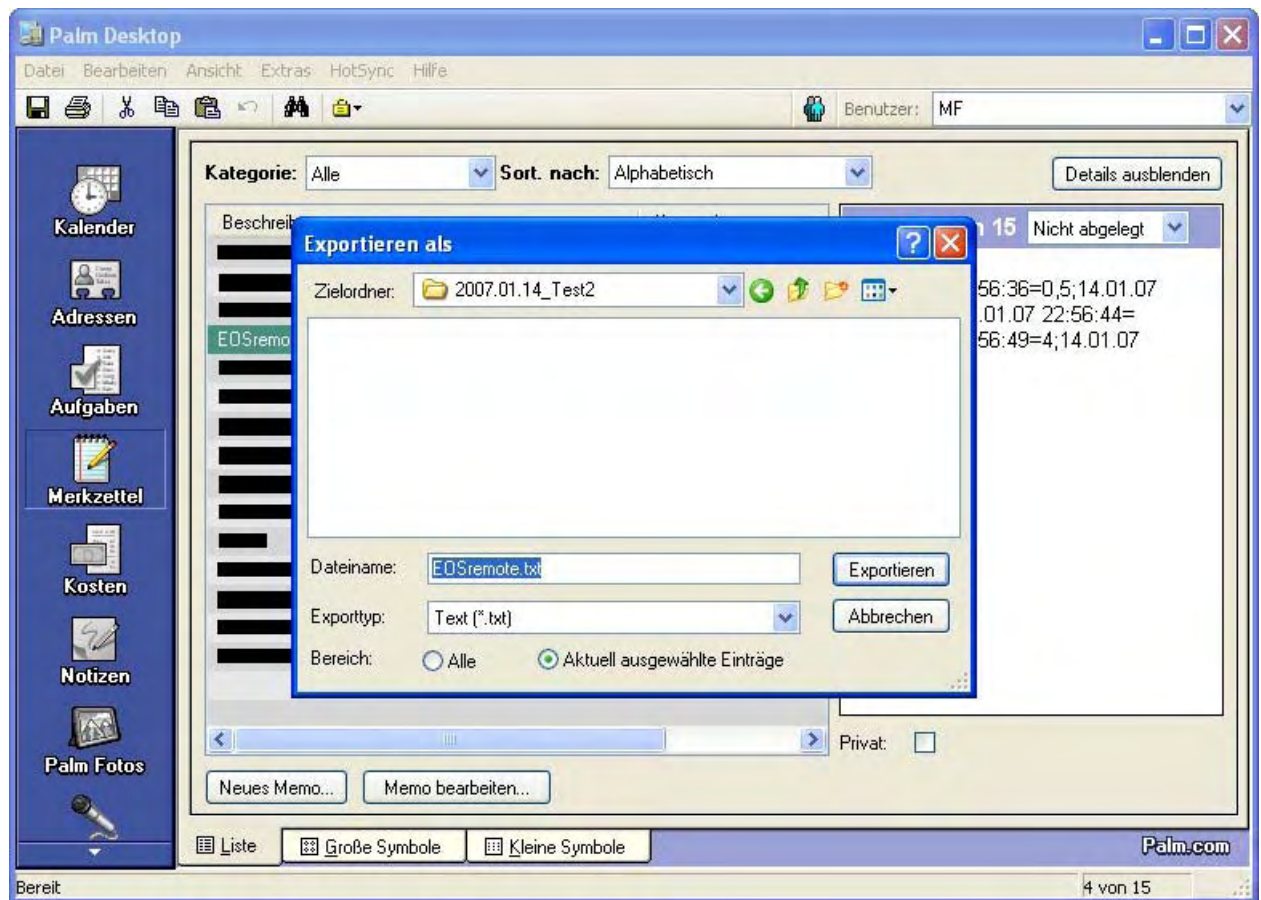 Palm Desktop
Datei Bearbeiten Ansicht Extras HotSync Hilfe
Benutzer: MF
Kategorie: Alle Sort. nach: Alphabetisch Details ausblenden
Kalender
Adressen
Aufgaben
Merkzettel
Kosten
Notizen
Palm Fotos
Beschreib
EOSremo
15 Nicht abgelegt
56:36=0,5;14.01.07
.01.07 22:56:44=
56:49=4;14.01.07
Exportieren als
Zielordner: 2007.01.14_Test2
Dateiname: EOSremote.txt Exportieren
Exporttyp: Text (*.txt) Abbrechen
Bereich: Alle Aktuell ausgewählte Einträge
Privat:
Neues Memo... Memo bearbeiten...
Liste Große Symbole Kleine Symbole Palm.com
Bereit 4 von 15